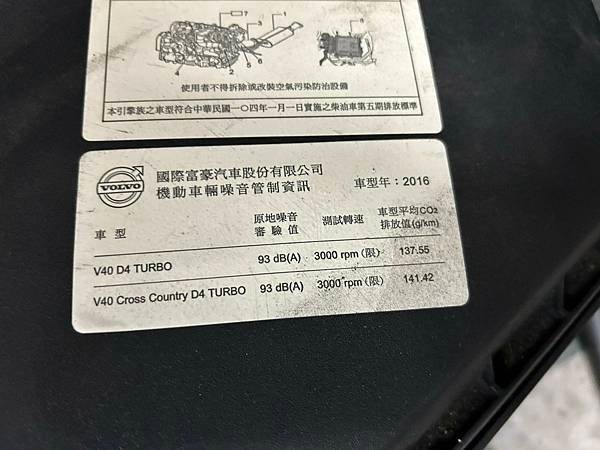 7
3
1
5
6
2
使用者不得拆除或改裝空氣污染防治設備
本引擎族之車型符合中華民國一〇四年一月一日實施之柴油車第五期排放標準
VOLVO
國際富豪汽車股份有限公司
機動車輛噪音管制資訊 車型年:2016
車 型 原地噪音審驗值 測試轉速 車型平均CO₂排放值(g/km)
V40 D4 TURBO 93 dB(A) 3000 rpm (限) 137.55
V40 Cross Country D4 TURBO 93 dB(A) 3000 rpm (限) 141.42